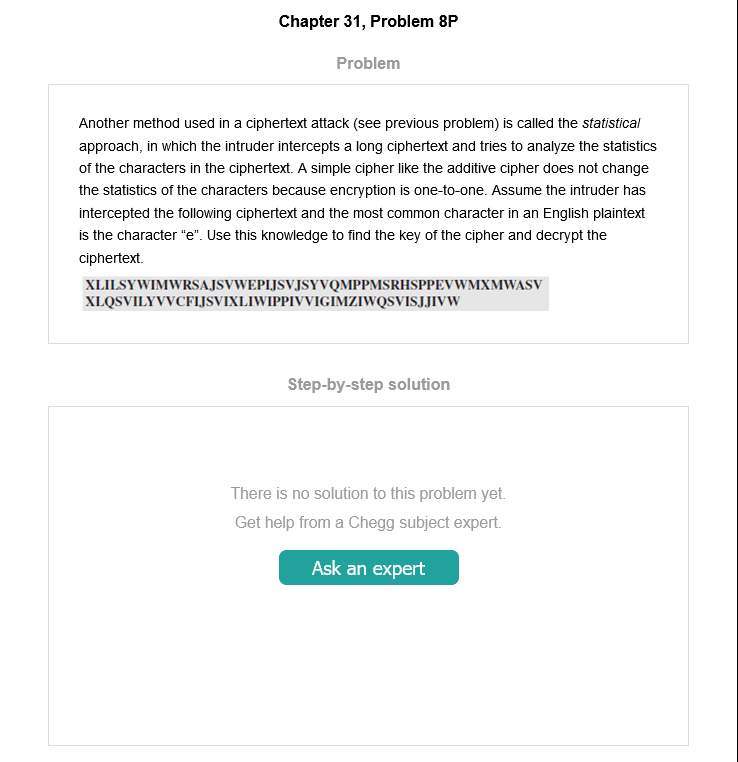 Chapter 31, Problem 8P
Problem
Another method used in a ciphertext attack (see previous problem) is called the statistical
approach, in which the intruder intercepts a long ciphertext and tries to analyze the statistics
of the characters in the ciphertext. A simple cipher like the additive cipher does not change
the statistics of the characters because encryption is one-to-one. Assume the intruder has
intercepted the following ciphertext and the most common character in an English plaintext
is the character “e”. Use this knowledge to find the key of the cipher and decrypt the
ciphertext.
XLILSYWIMWRSAJSVWEPIJSVJSYVQMPPMSRHSPPEVWMXMWASV
XLQSVILYVVCFIJSVIXLIWIPPIVVIGIMZIWQSVISJJIVW
Step-by-step solution
There is no solution to this problem yet.
Get help from a Chegg subject expert.
Ask an expert